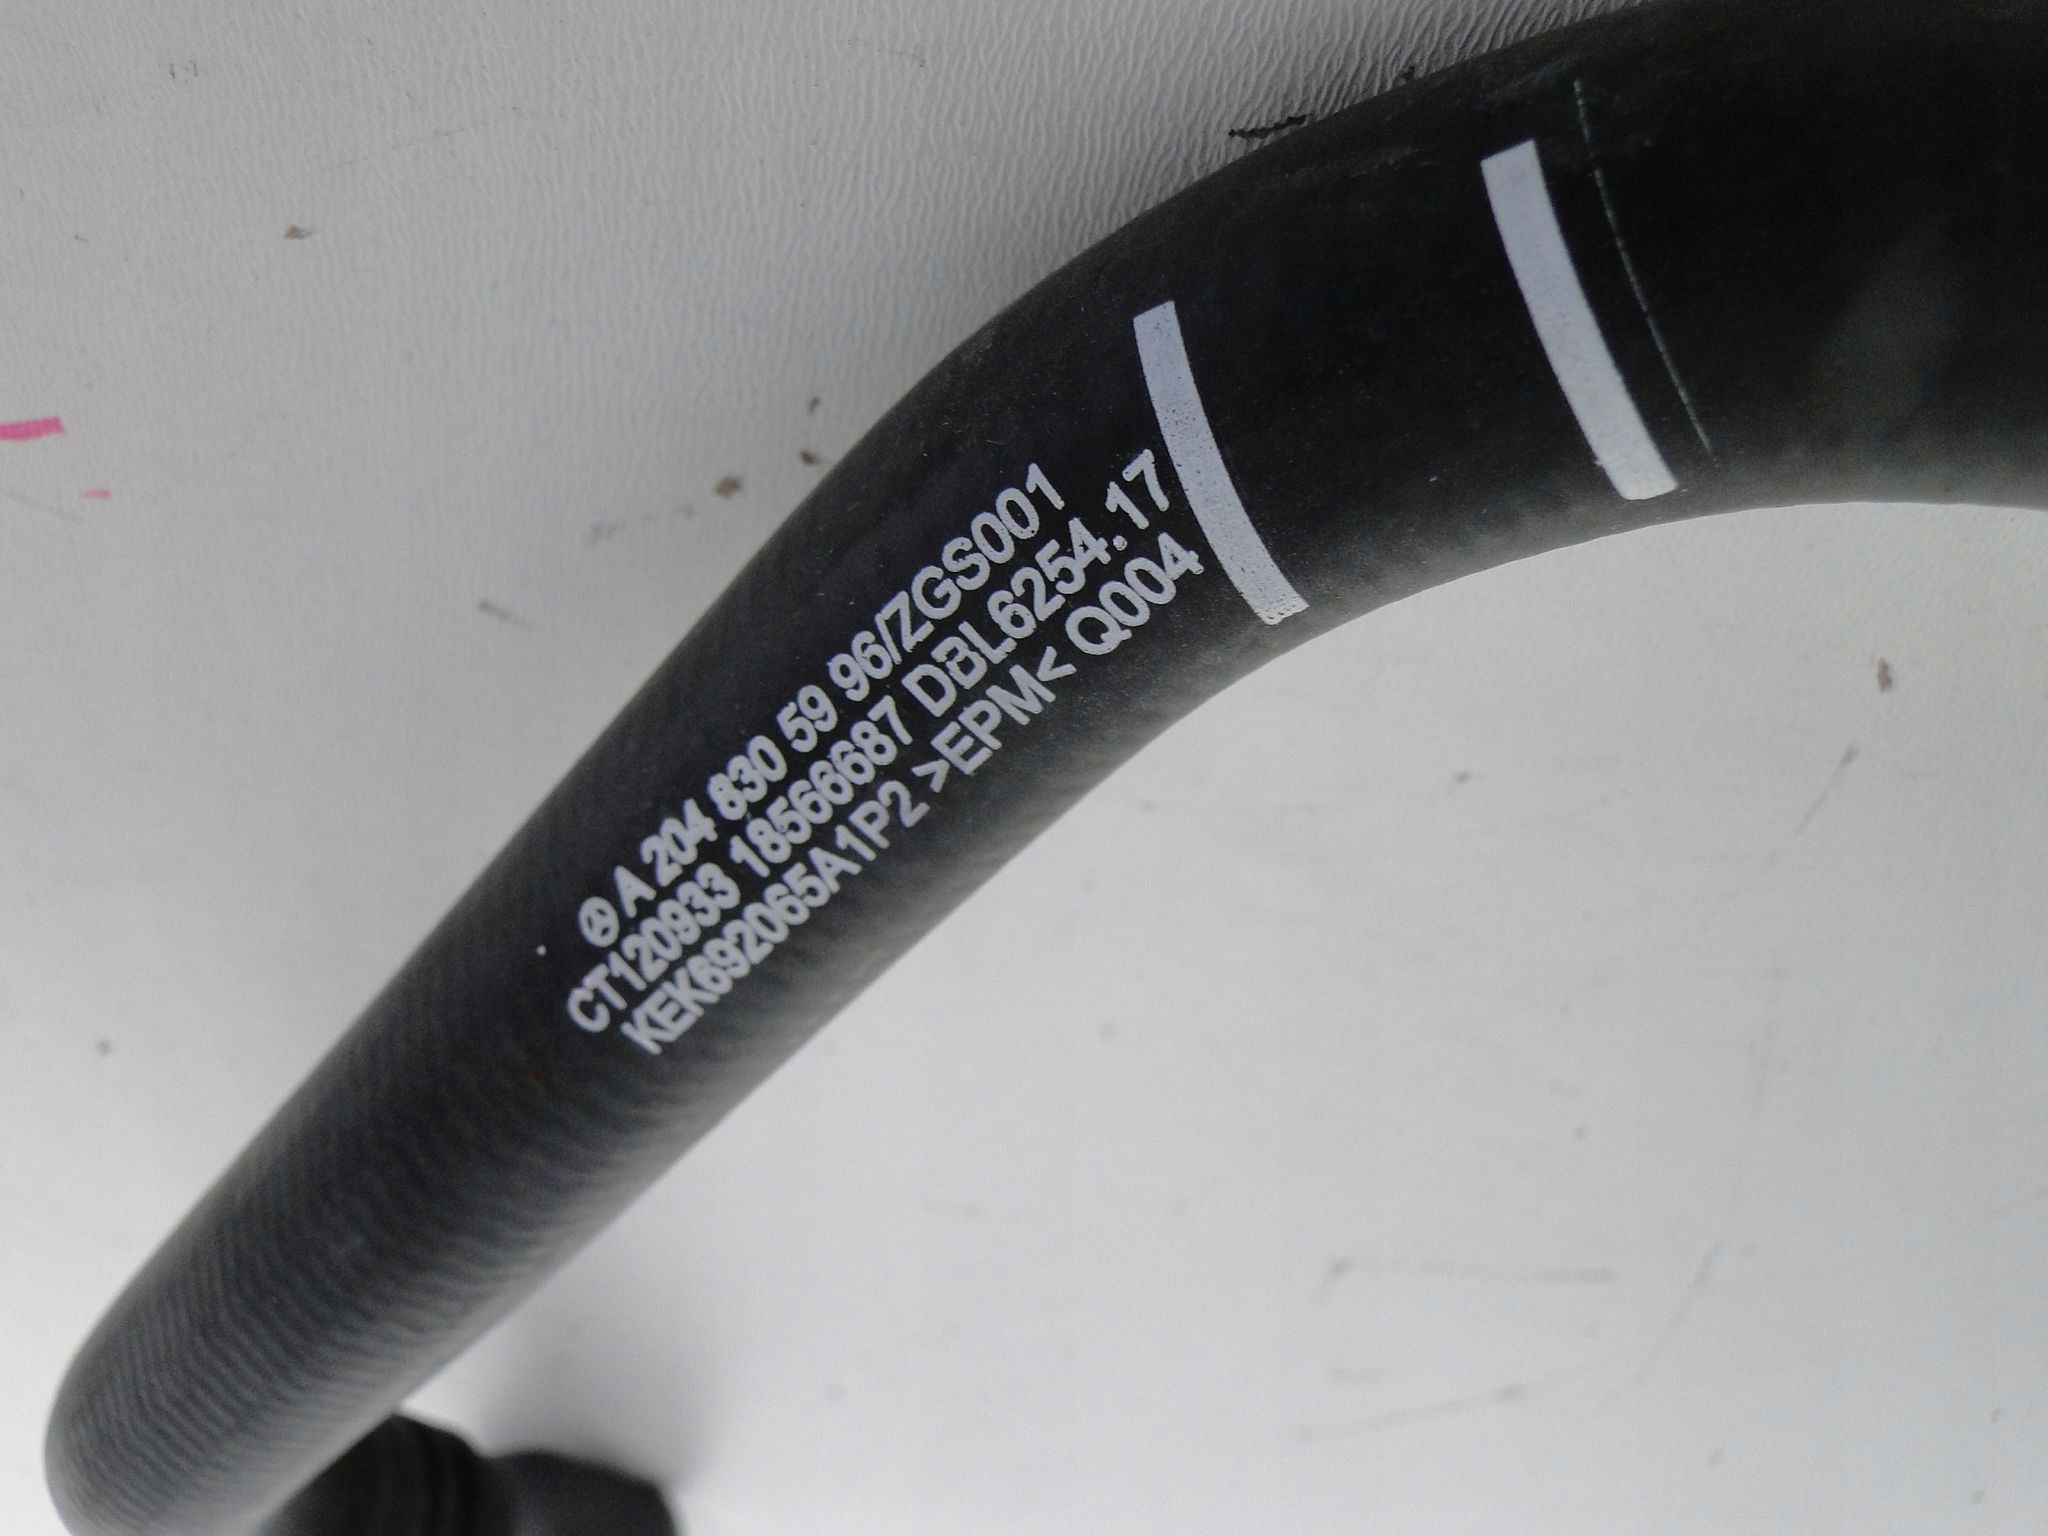 A 204 830 59 96/ZGS001
CT120933 18566687 DBL6254.17
KEK692065A1P2 >EPM< Q004